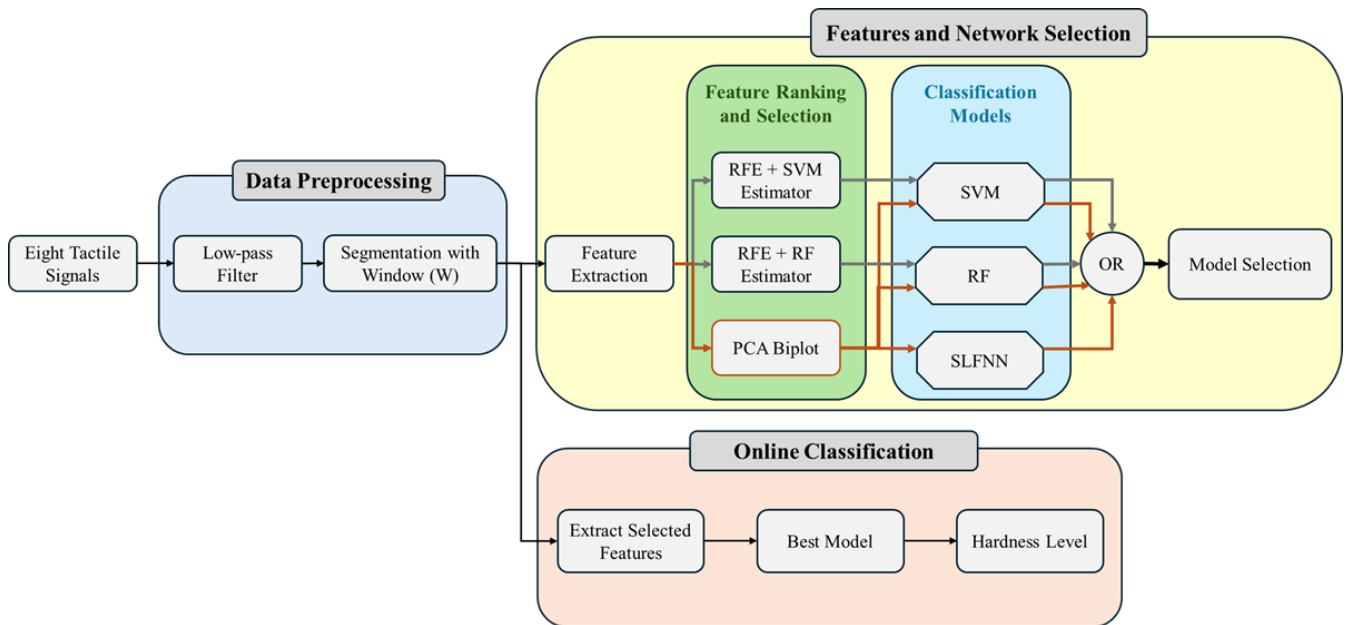 Features and Network Selection
Feature Ranking
and Selection
Classification
Models
Data Preprocessing
RFE + SVM
Estimator
SVM
Eight Tactile
Signals
Low-pass
Filter
Segmentation with
Window (W)
Feature
Extraction
RFE + RF
Estimator
RF
OR
Model Selection
PCA Biplot
SLFNN
Online Classification
Extract Selected
Features
Best Model
Hardness Level